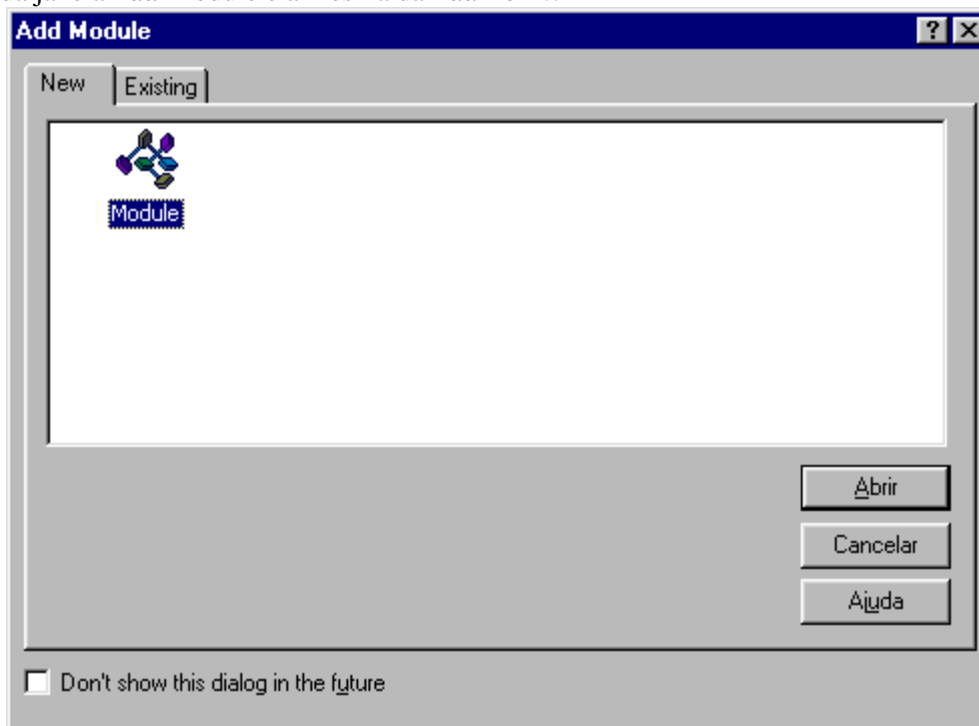 Add Module
New
Existing
Module
Abrir
Cancelar
Ajuda
Don't show this dialog in the future